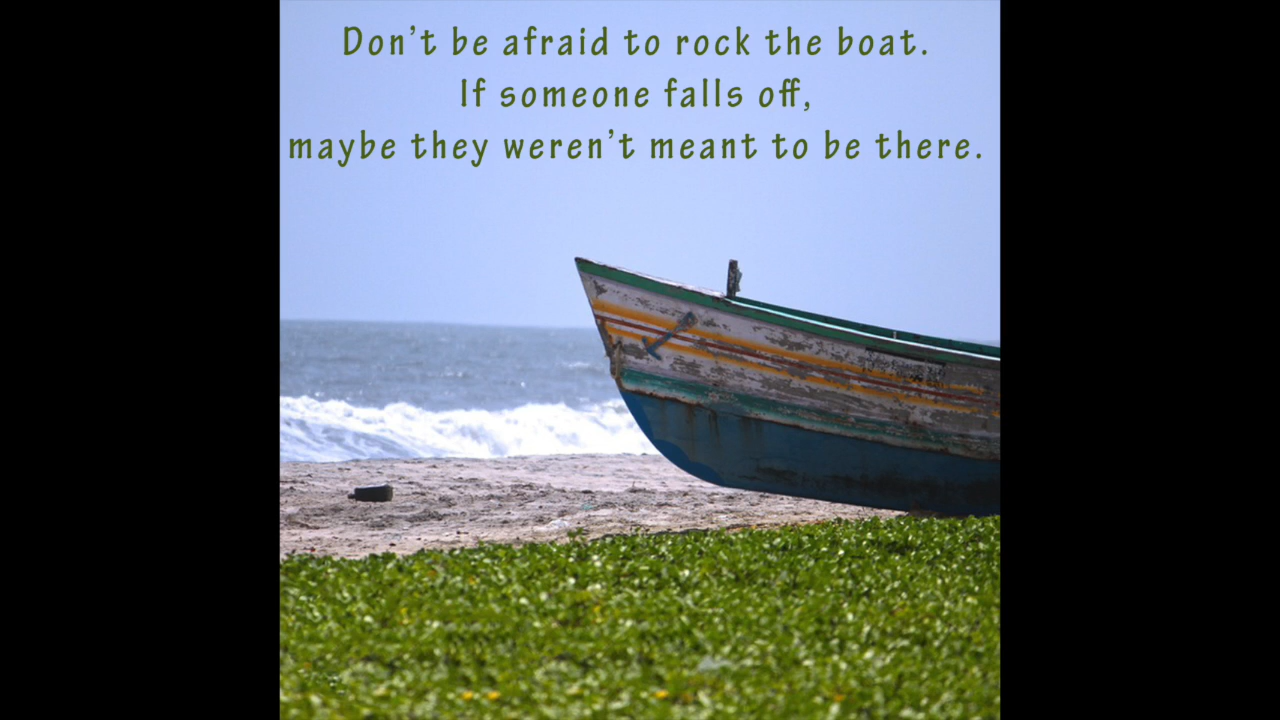 Don’t be afraid to rock the boat.
If someone falls off,
maybe they weren’t meant to be there.